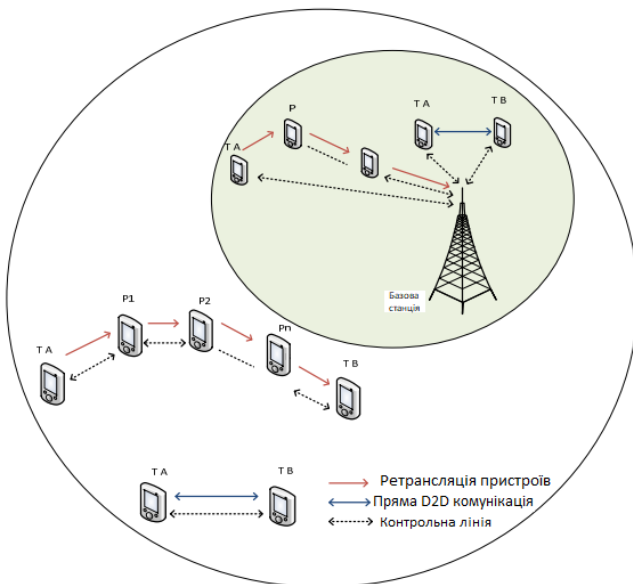 T A
T B
P
T A
Базова
станція
P1
P2
Pn
T A
T B
T A
T B
Ретрансляція пристроїв
Пряма D2D комунікація
Контрольна лінія